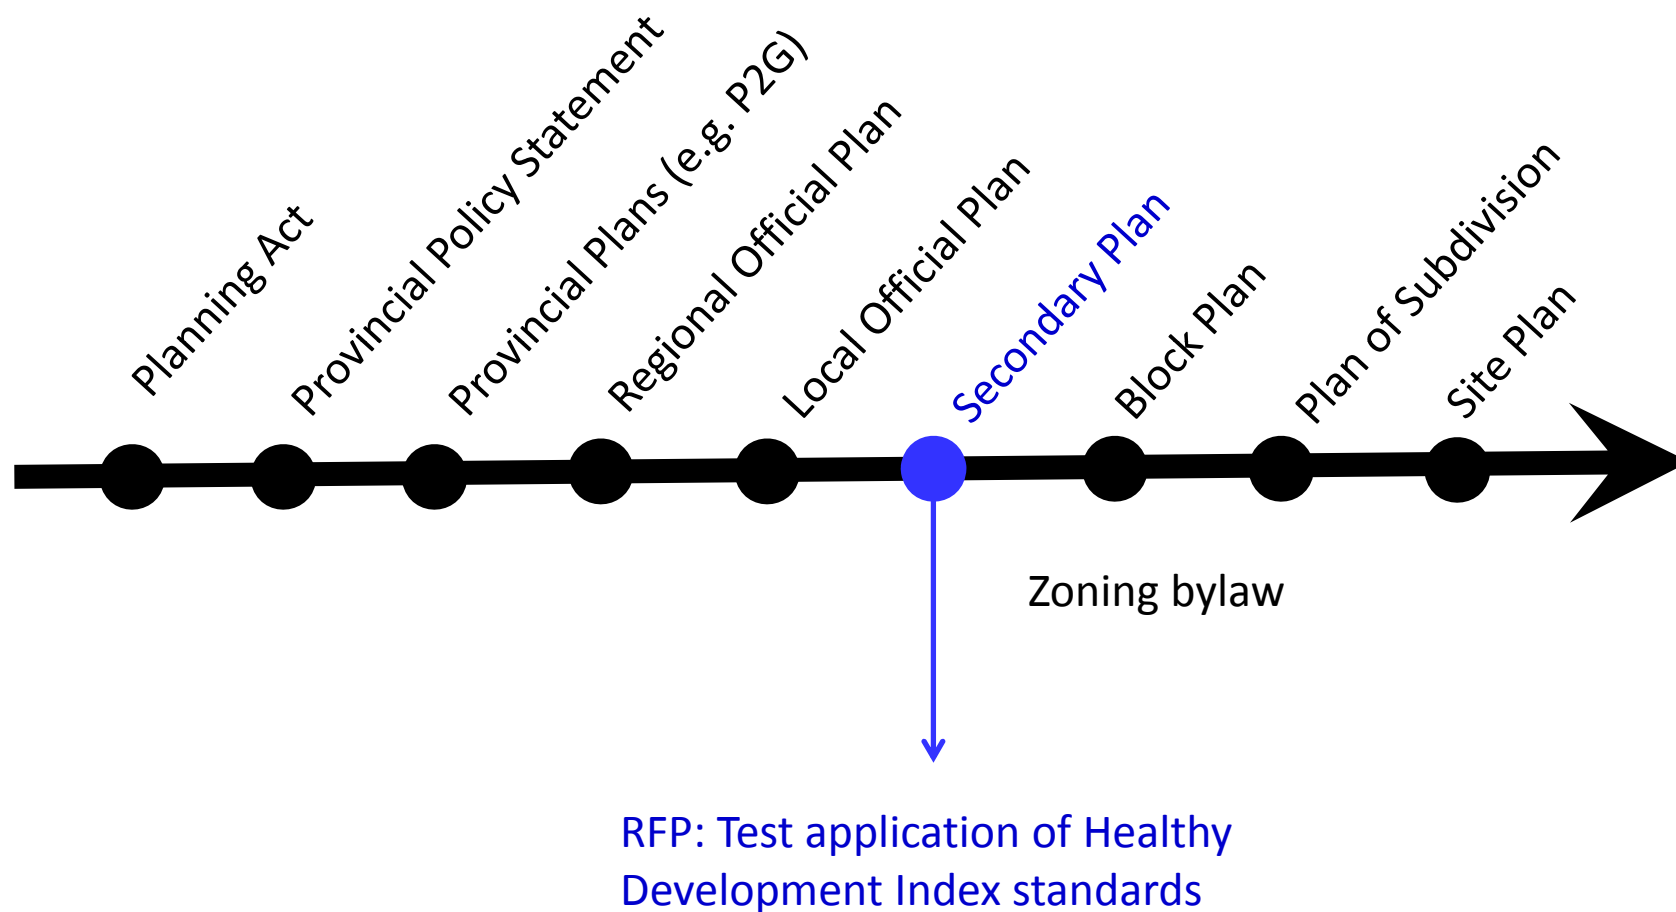 Planning Act
Provincial Policy Statement
Provincial Plans (e.g. P2G)
Regional Official Plan
Local Official Plan
Secondary Plan
Block Plan
Plan of Subdivision
Site Plan
Zoning bylaw
RFP: Test application of Healthy
Development Index standards